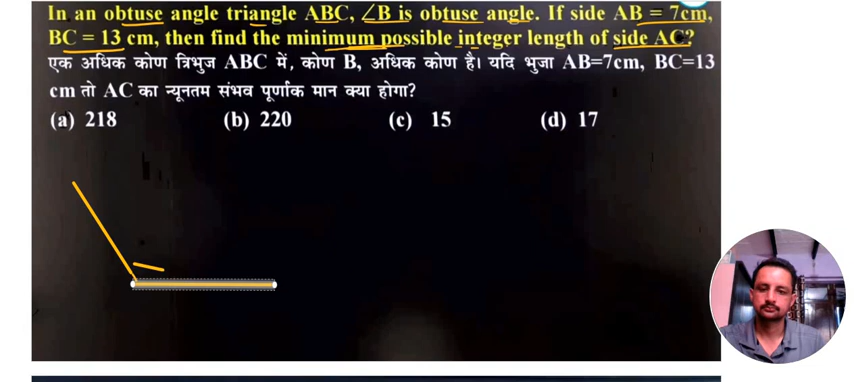 In an obtuse angle triangle ABC, ∠B is obtuse angle. If side AB = 7cm,
BC = 13 cm, then find the minimum possible integer length of side AC?
एक अधिक कोण त्रिभुज ABC में, कोण B, अधिक कोण है। यदि भुजा AB=7cm, BC=13
cm तो AC का न्यूनतम संभव पूर्णांक मान क्या होगा?
(a) 218 (b) 220 (c) 15 (d) 17